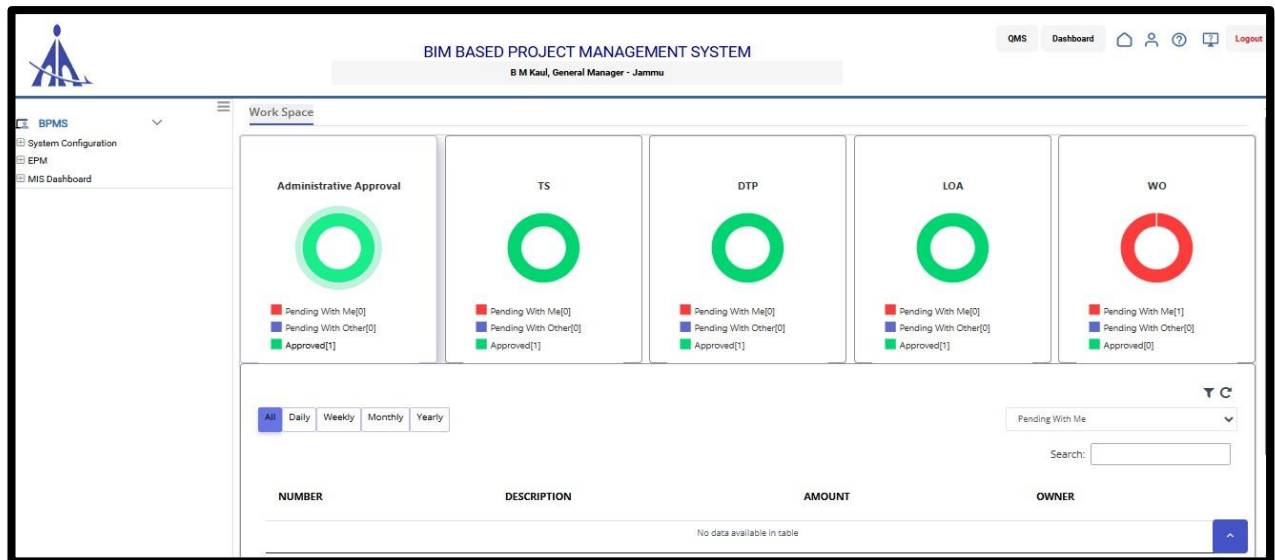 BIM BASED PROJECT MANAGEMENT SYSTEM
B M Kaul, General Manager - Jammu
QMS Dashboard Logout
BPMS
System Configuration
EPM
MIS Dashboard
Work Space
Administrative Approval
Pending With Me[0]
Pending With Other[0]
Approved[1]
TS
Pending With Me[0]
Pending With Other[0]
Approved[1]
DTP
Pending With Me[0]
Pending With Other[0]
Approved[1]
LOA
Pending With Me[0]
Pending With Other[0]
Approved[1]
WO
Pending With Me[1]
Pending With Other[0]
Approved[0]
All Daily Weekly Monthly Yearly
Pending With Me
Search:
NUMBER DESCRIPTION AMOUNT OWNER
No data available in table